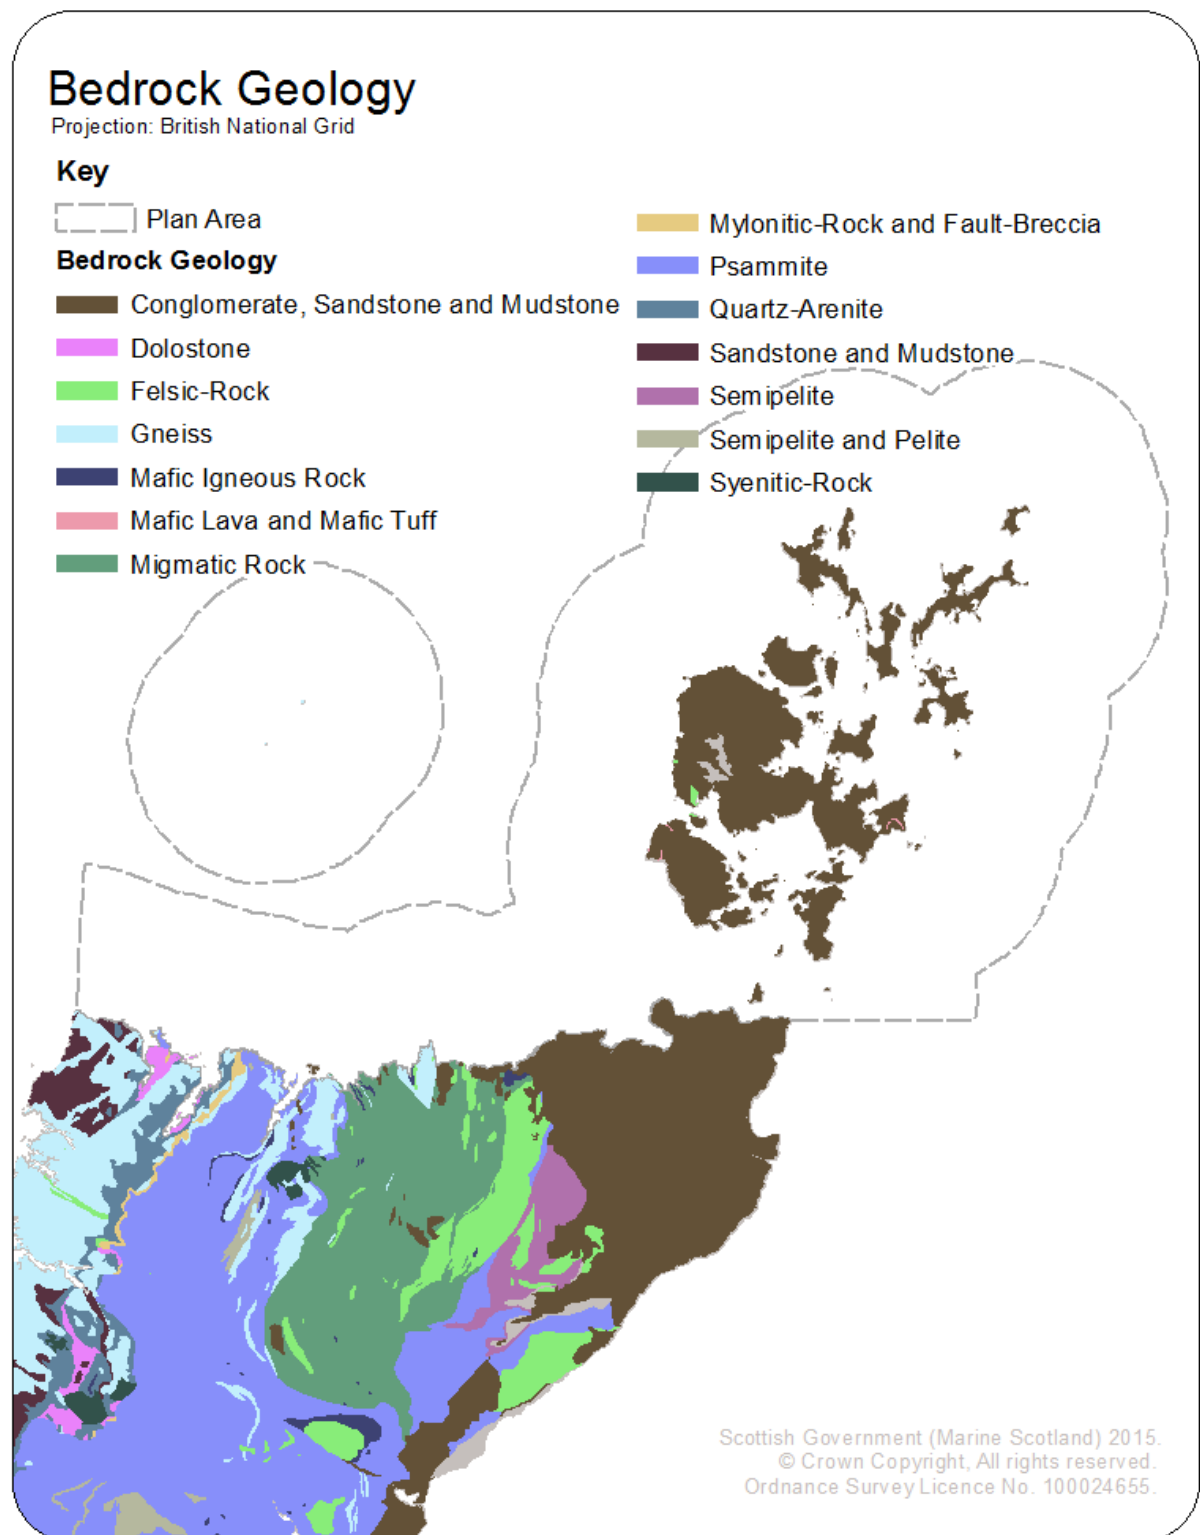 Bedrock Geology
Projection: British National Grid
Key
Plan Area
Bedrock Geology
Conglomerate, Sandstone and Mudstone
Dolostone
Felsic-Rock
Gneiss
Mafic Igneous Rock
Mafic Lava and Mafic Tuff
Migmatic Rock
Mylonitic-Rock and Fault-Breccia
Psammite
Quartz-Arenite
Sandstone and Mudstone
Semipelite
Semipelite and Pelite
Syenitic-Rock
Scottish Government (Marine Scotland) 2015.
© Crown Copyright, All rights reserved.
Ordnance Survey Licence No. 100024655.